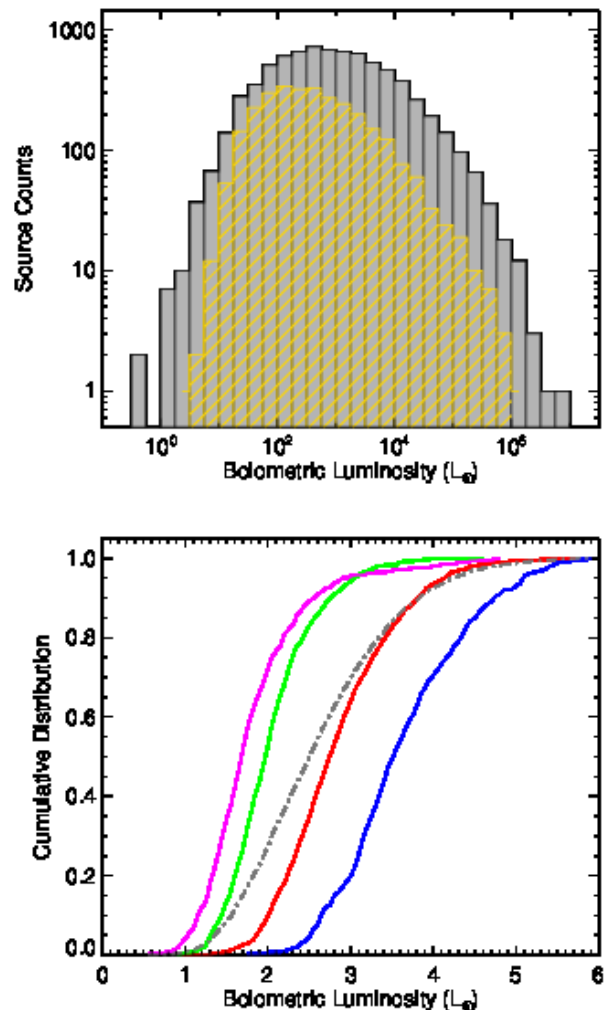 1000
100
10
1
Source Counts
10⁰ 10² 10⁴ 10⁶
Bolometric Luminosity (L⊙)
1.0
0.8
0.6
0.4
0.2
0.0
Cumulative Distribution
0 1 2 3 4 5 6
Bolometric Luminosity (L⊙)